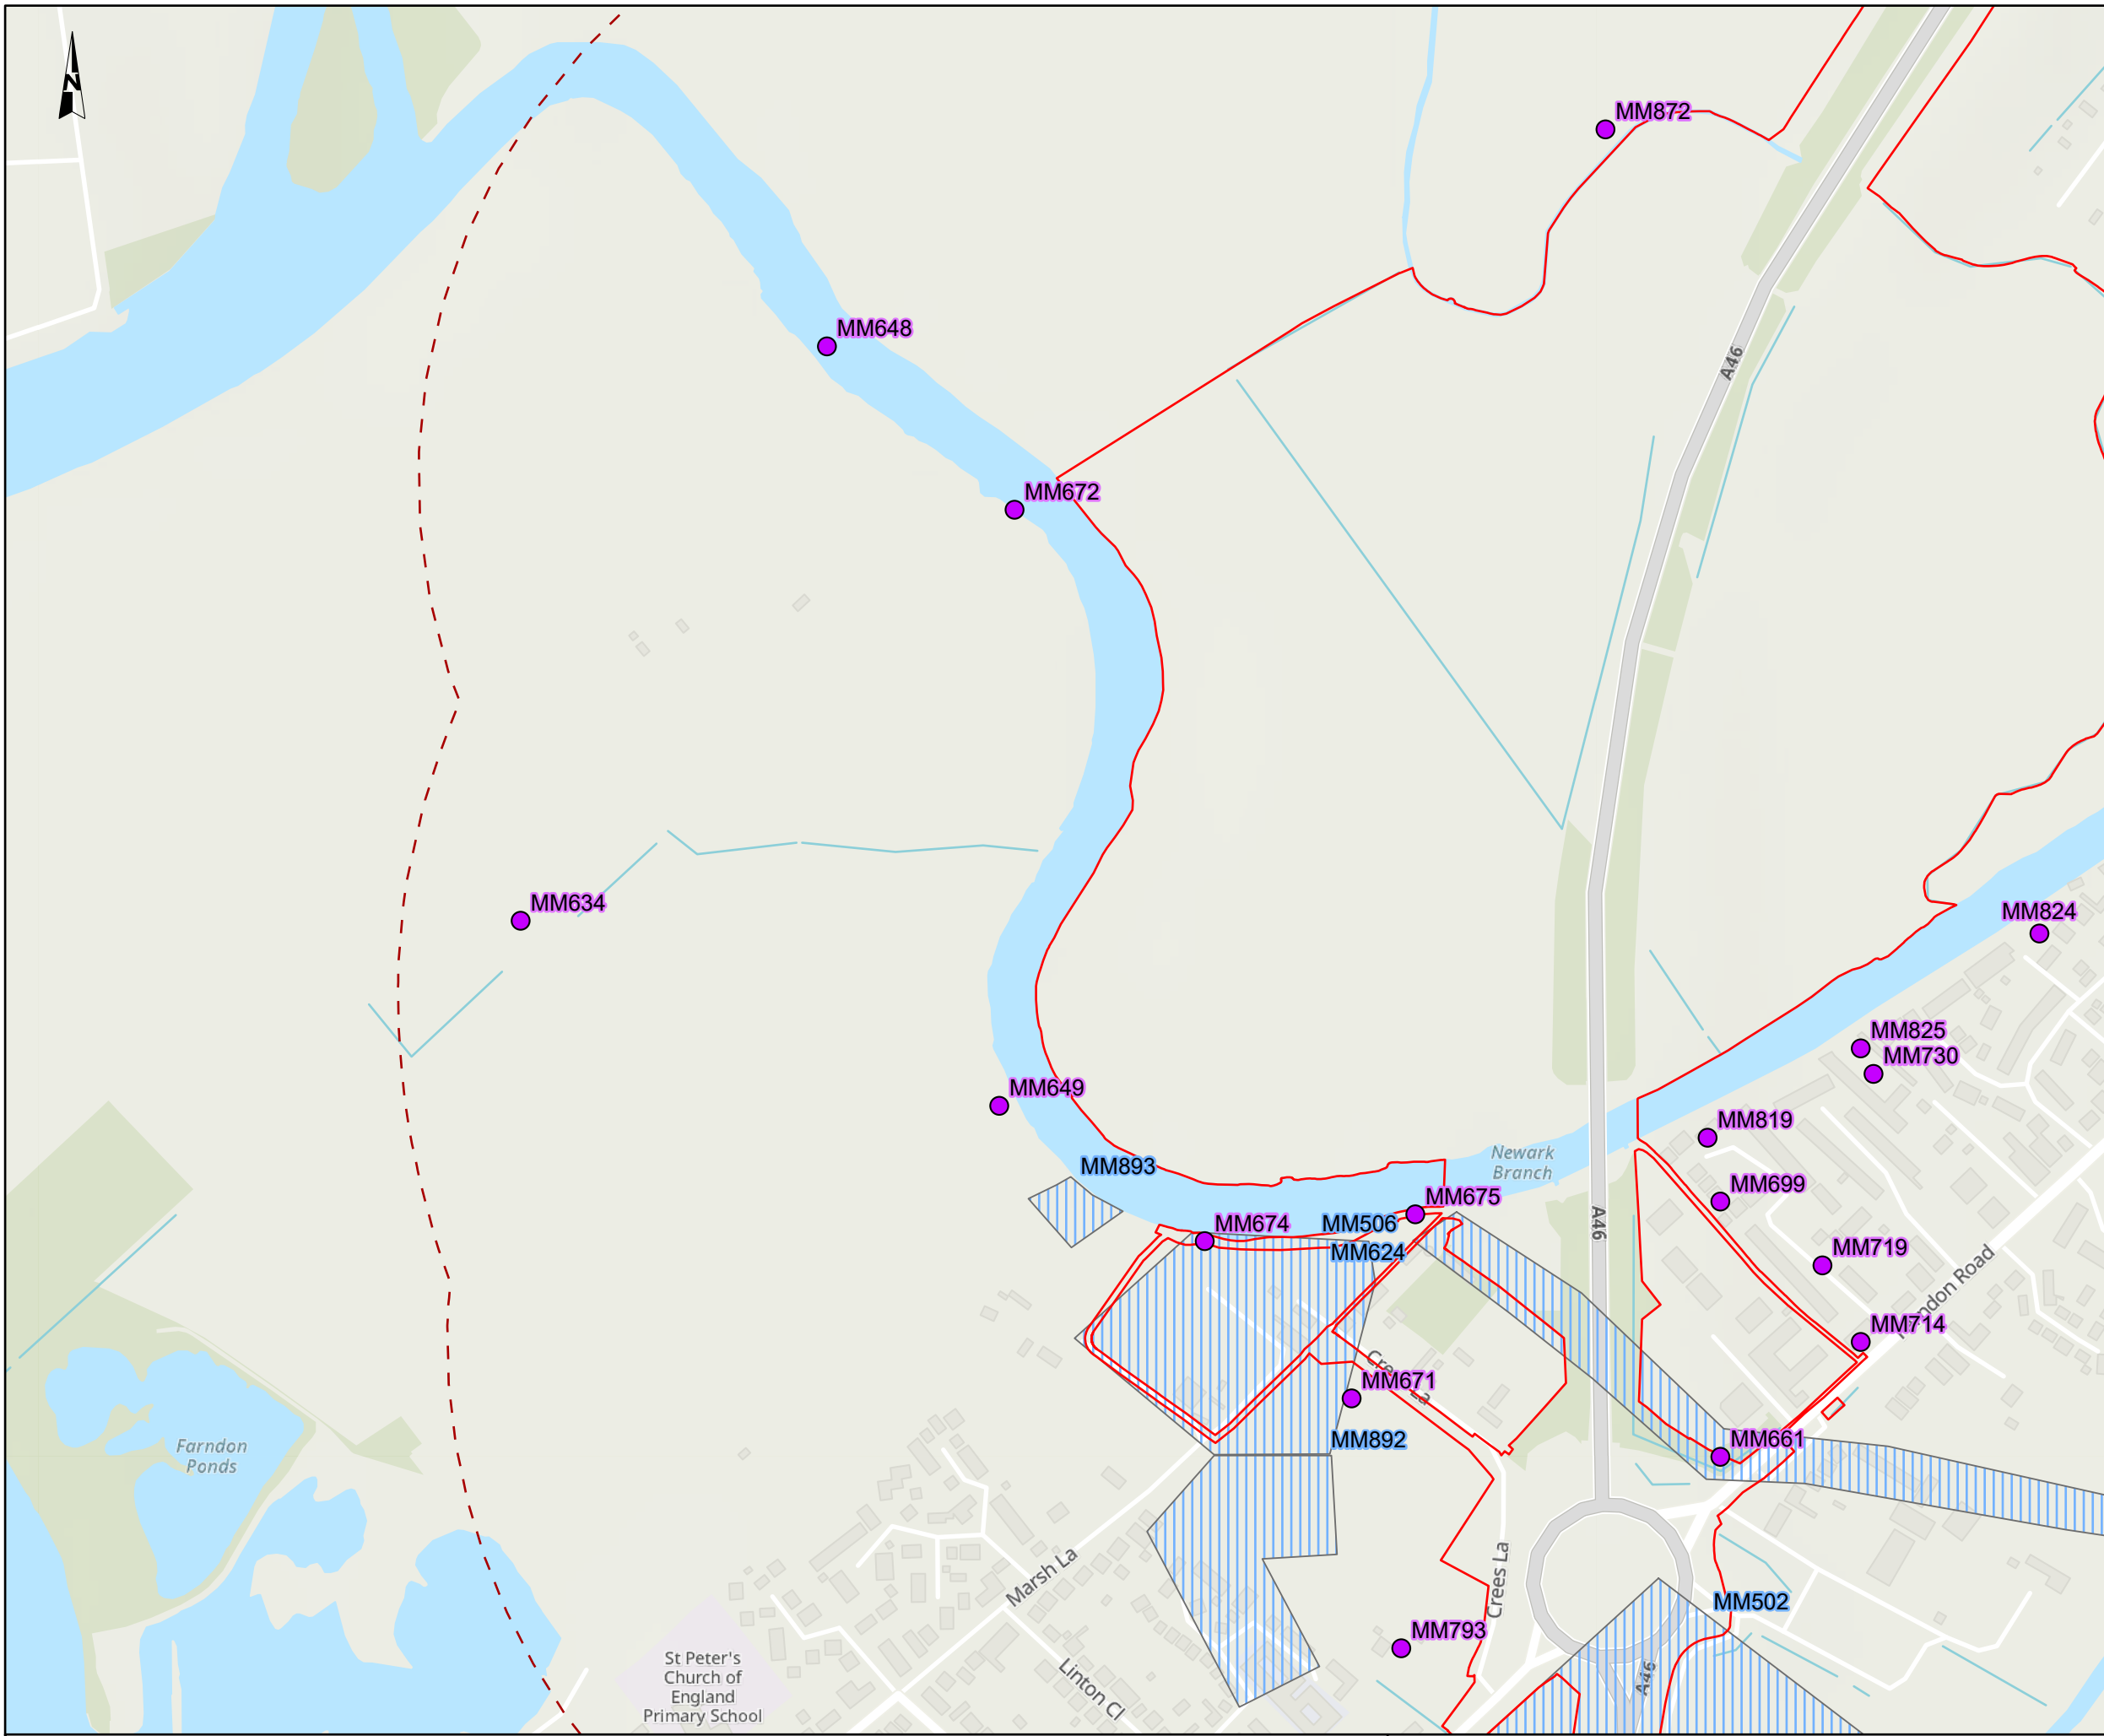 N
MM872
MM648
A46
MM672
MM634
MM824
MM825
MM730
MM649
MM819
Newark
Branch
MM893
MM699
MM675
MM674
MM506
A46
MM624
MM719
Farndon Road
MM714
Crees La
MM671
MM661
MM892
Farndon
Ponds
Marsh La
Crees La
MM502
MM793
St Peter's
Church of
England
Primary School
Linton Cl
A46